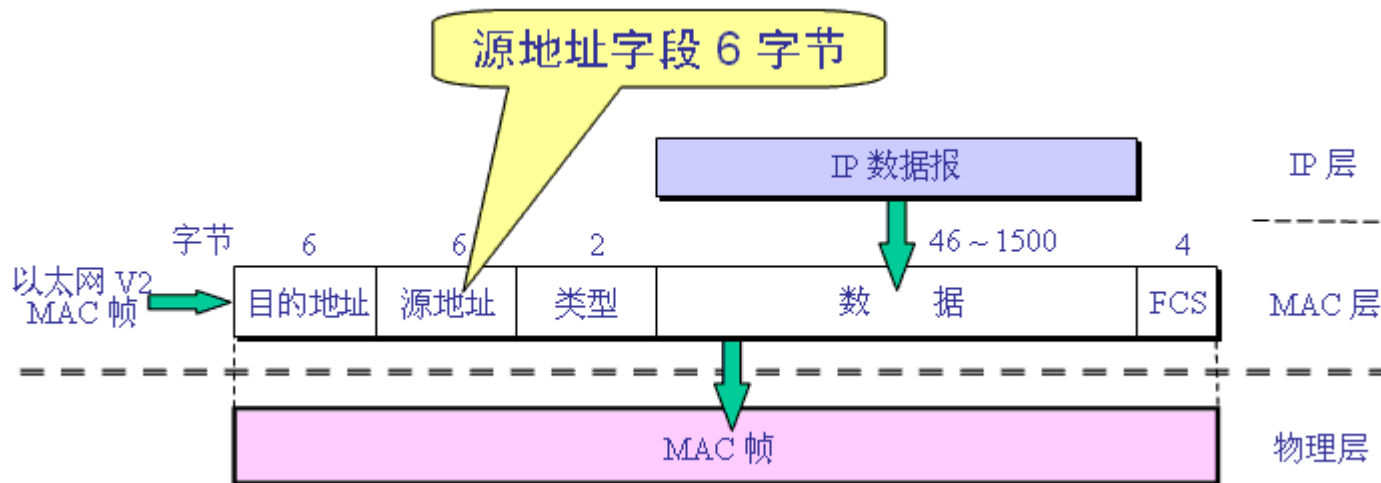 源地址字段 6 字节
IP 数据报
IP 层
字节
6
6
2
46 ~ 1500
4
以太网 V2
MAC 帧
目的地址
源地址
类型
数 据
FCS
MAC 层
MAC 帧
物理层